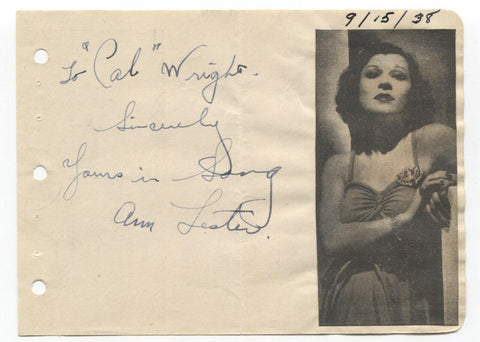 9/15/38
To "Cal" Wright.
Sincerely
Yours in Song
Ann Lester.